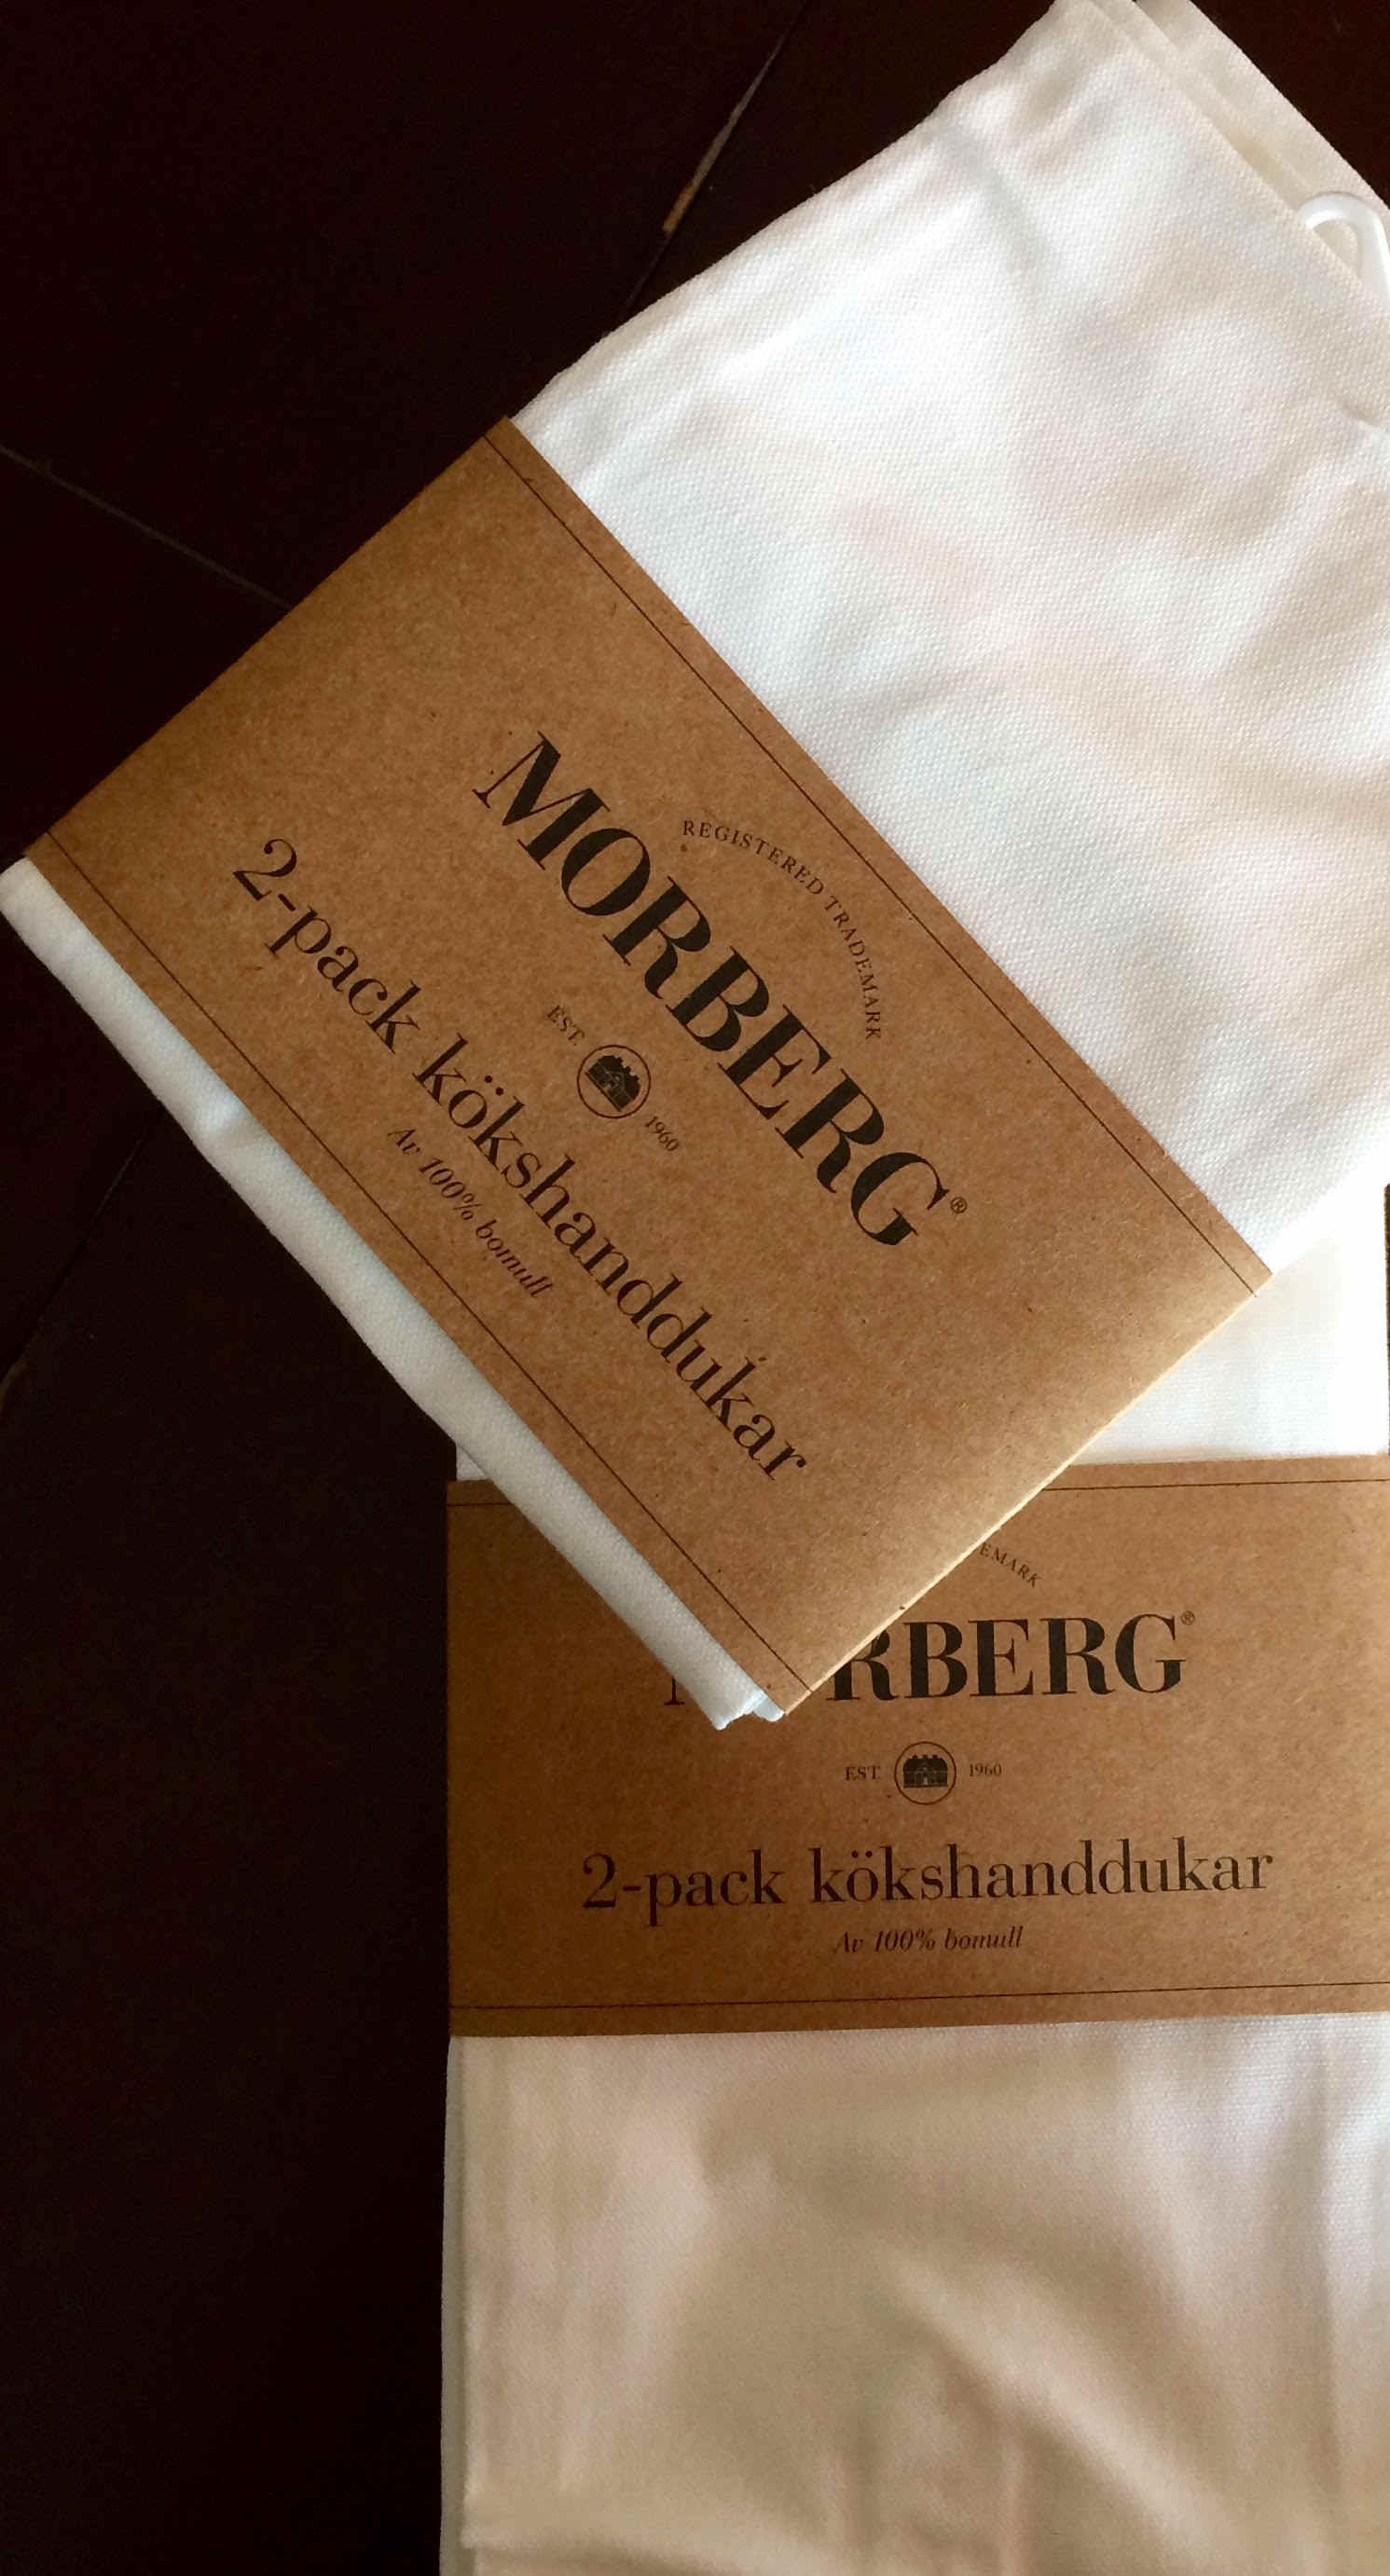 REGISTERED TRADEMARK
MORBERG®
EST. 1960
2-pack kökshanddukar
Av 100% bomull
EMARK
RBERG®
EST. 1960
2-pack kökshanddukar
Av 100% bomull